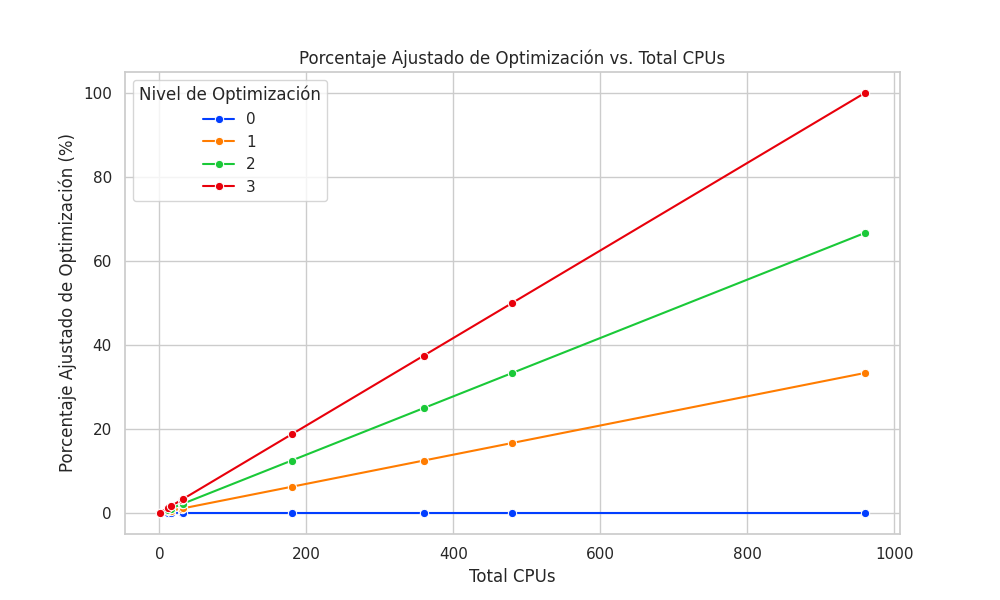 Porcentaje Ajustado de Optimización vs. Total CPUs
Nivel de Optimización
0
1
2
3
Porcentaje Ajustado de Optimización (%)
100
80
60
40
20
0
0 200 400 600 800 1000
Total CPUs